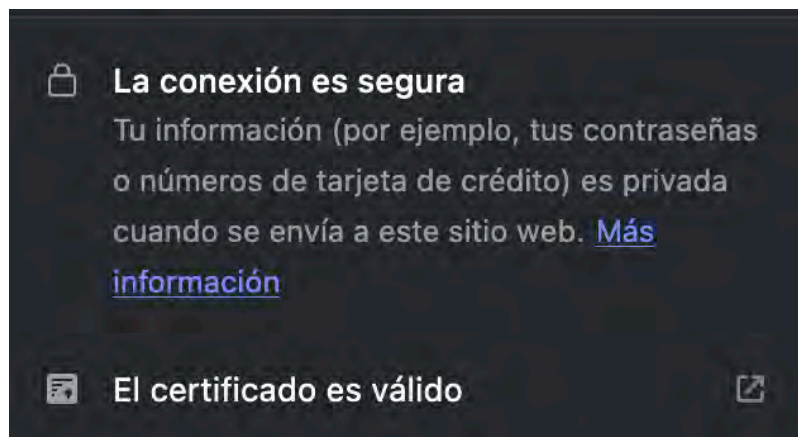 La conexión es segura
Tu información (por ejemplo, tus contraseñas
o números de tarjeta de crédito) es privada
cuando se envía a este sitio web. Más
información
El certificado es válido